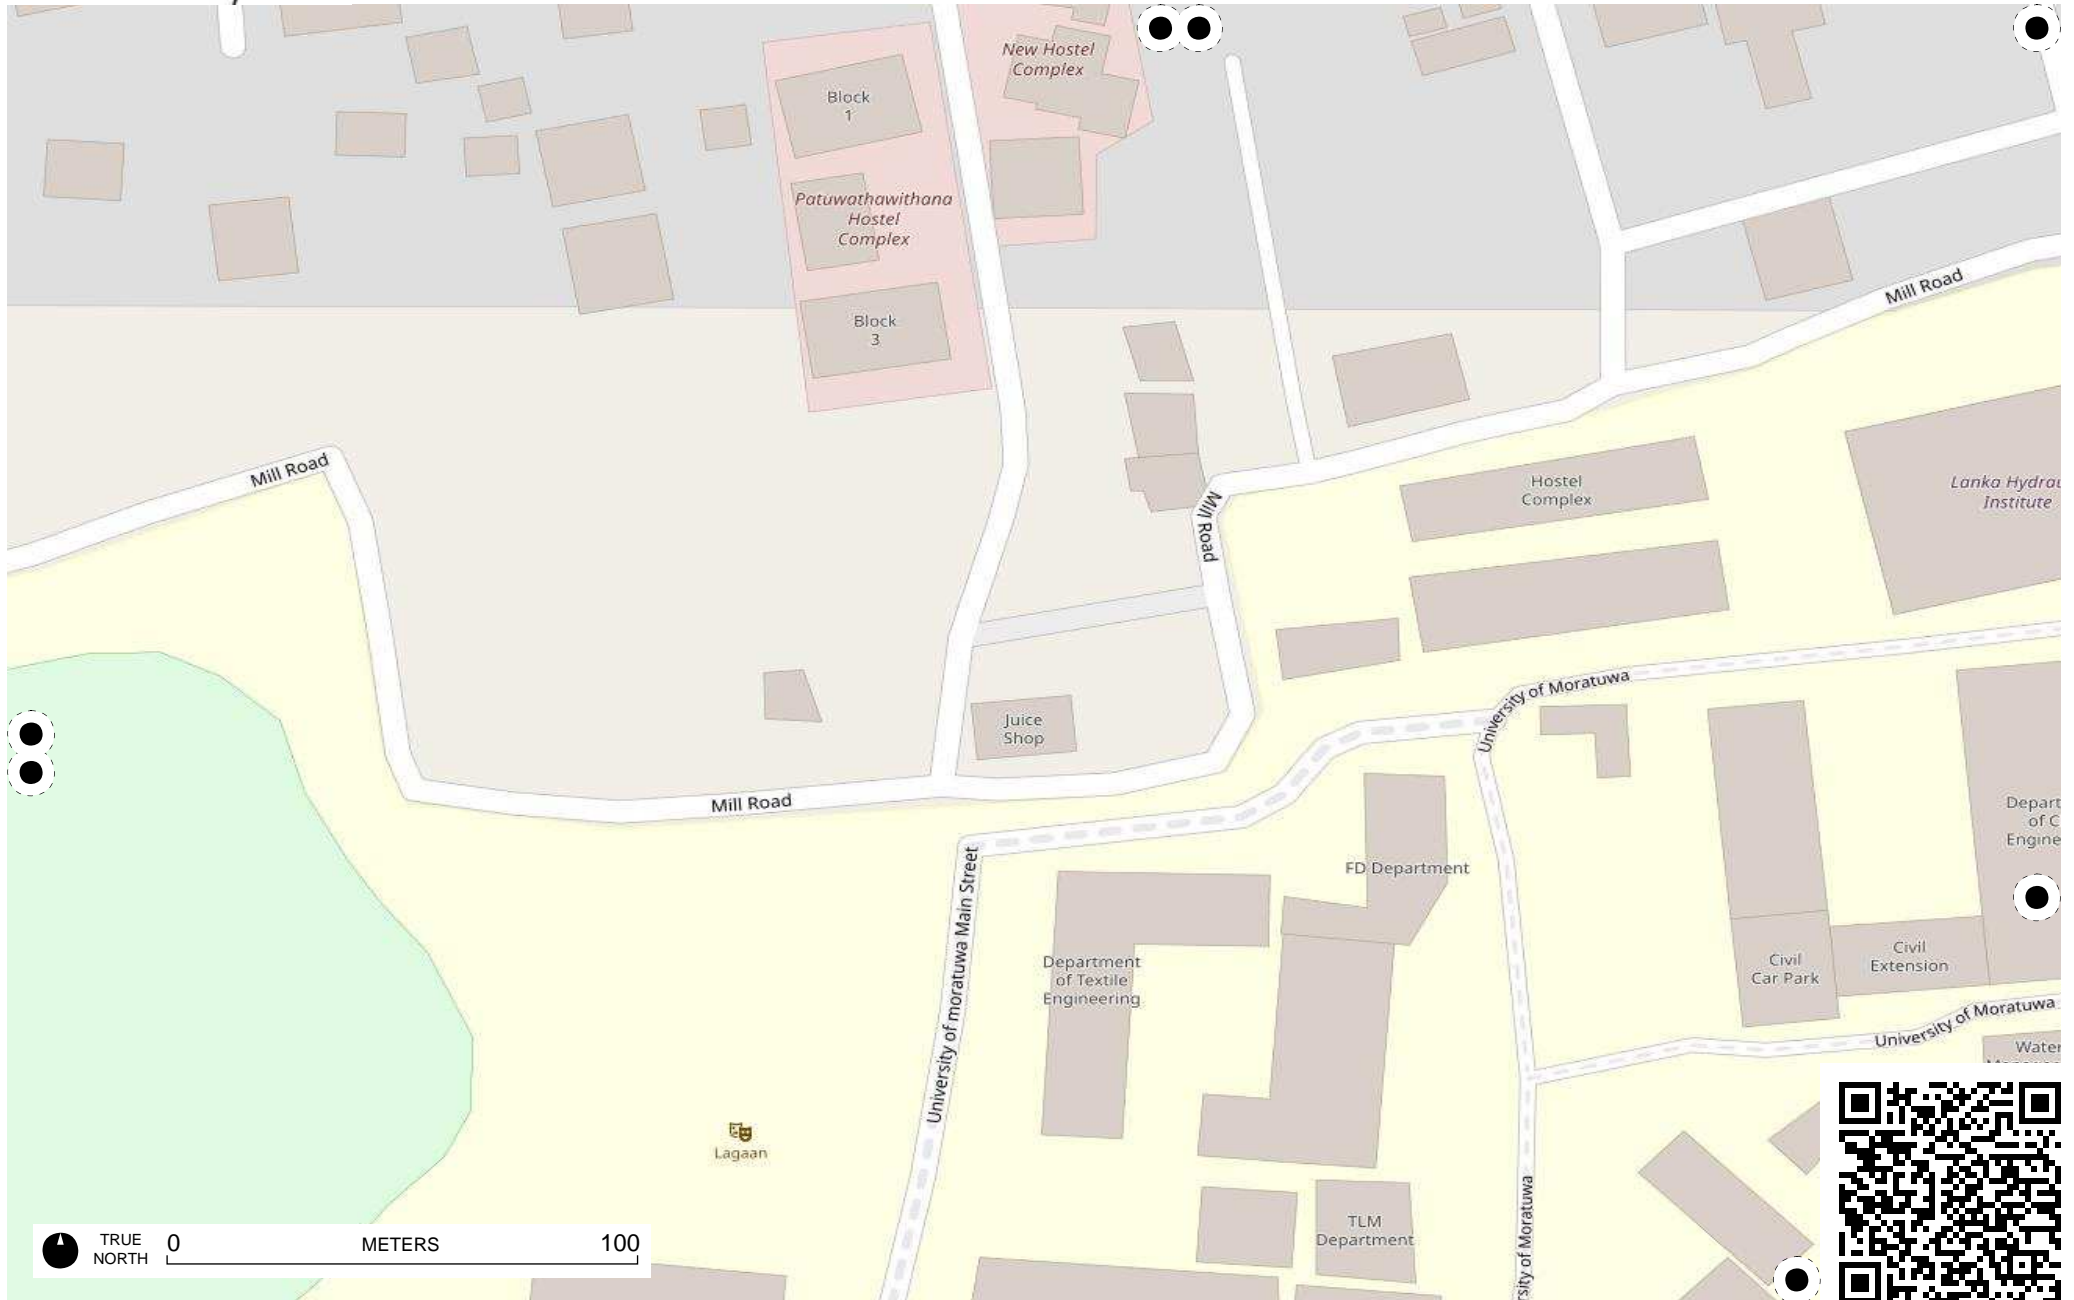 New Hostel
Complex
Block
1
Patuwathawithana
Hostel
Complex
Mill Road
Block
3
Mill Road
Hostel
Complex
Lanka Hydrau
Institute
Mill Road
University of Moratuwa
Juice
Shop
Mill Road
Depart
of C
Engine
FD Department
University of moratuwa Main Street
Department
of Textile
Engineering
Civil
Car Park
Civil
Extension
University of Moratuwa
Water
Lagaan
TLM
Department
rsity of Moratuwa
TRUE
NORTH
0 METERS 100